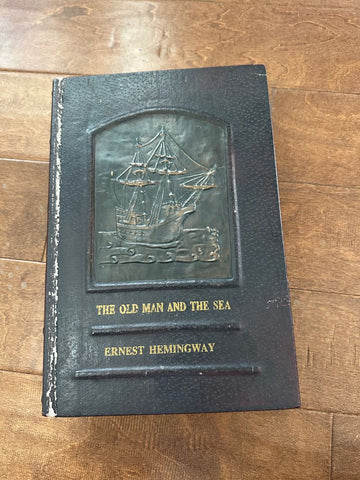 THE OLD MAN AND THE SEA
ERNEST HEMINGWAY